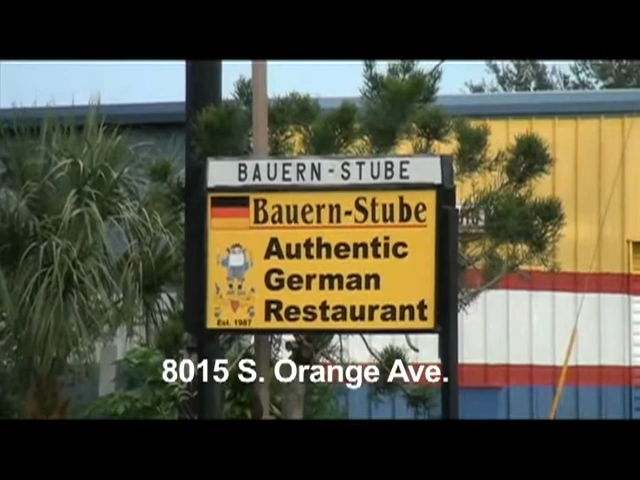 BAUERN-STUBE
Bauern-Stube
Authentic
German
Restaurant
Est. 1987
8015 S. Orange Ave.